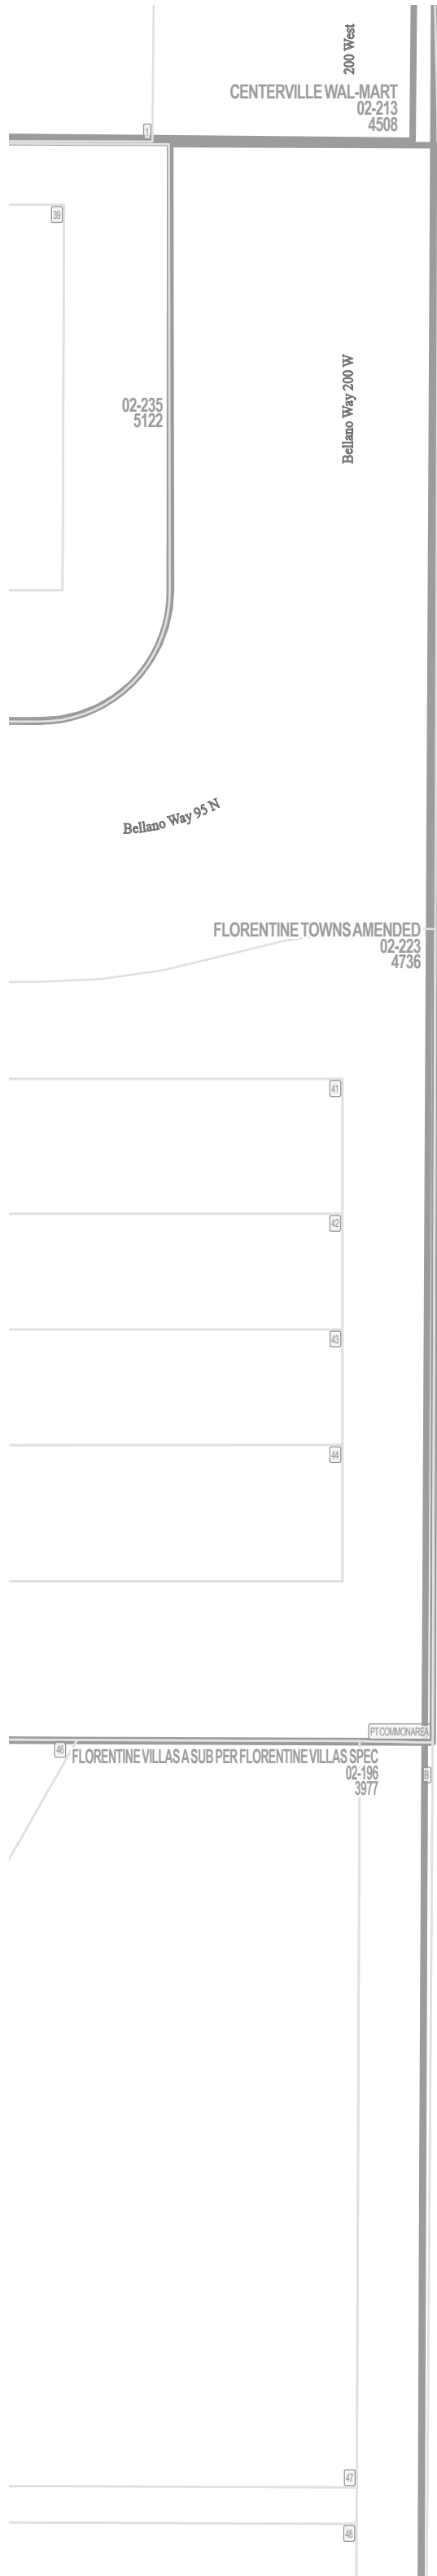 200 West
CENTERVILLE WAL-MART
02-213
4508
1
39
Bellano Way 200 W
02-235
5122
Bellano Way 95 N
FLORENTINE TOWNS AMENDED
02-223
4736
41
42
43
44
PT COMMON AREA
46
FLORENTINE VILLAS A SUB PER FLORENTINE VILLAS SPEC
02-196
3977
B
47
48